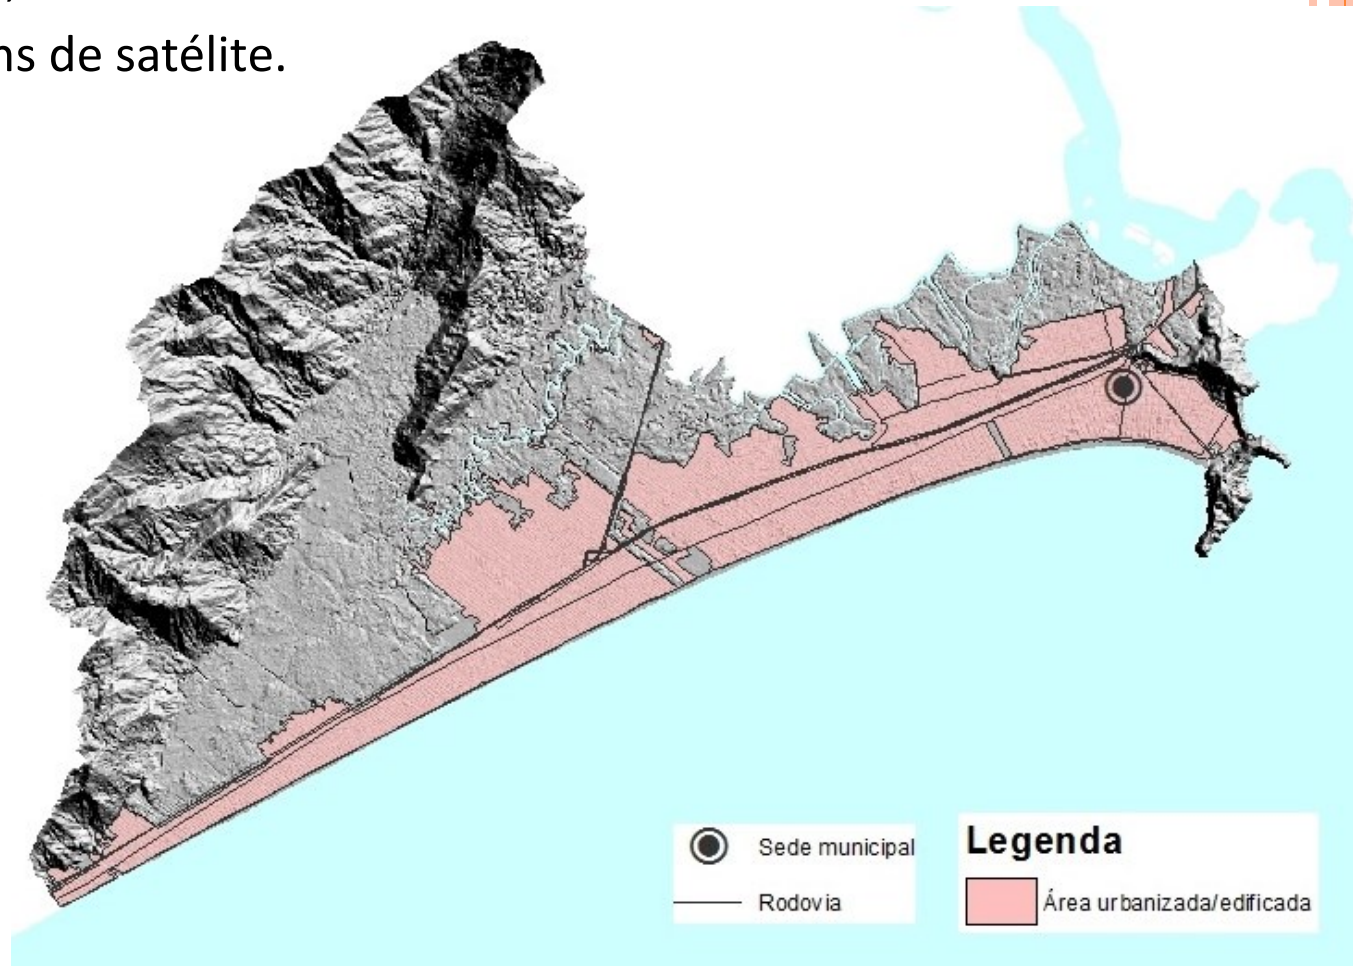 ns de satélite.
Sede municipal
Rodovia
Legenda
Área urbanizada/edificada